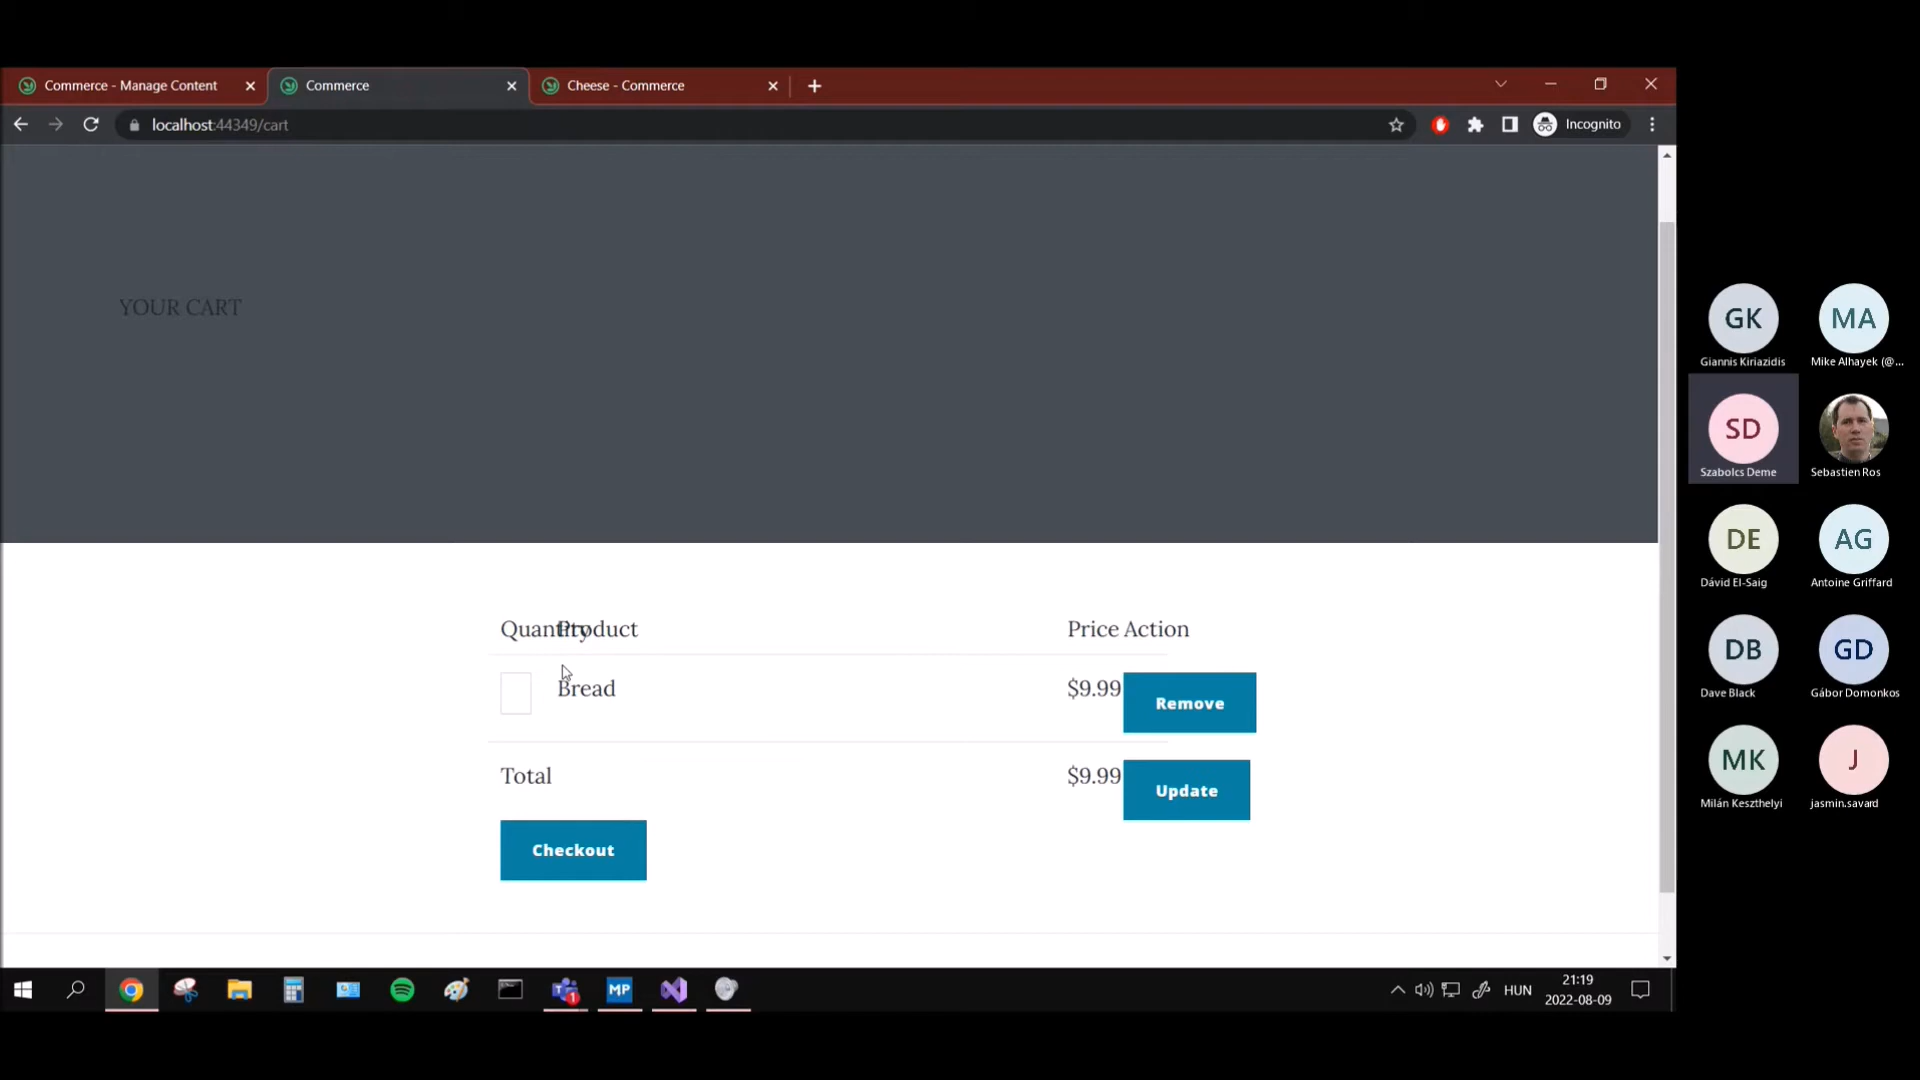 Commerce - Manage Content
Commerce
Cheese - Commerce
localhost:44349/cart
Incognito
YOUR CART
Quantity
Product
Price
Action
Bread
$9.99
Remove
Total
$9.99
Update
Checkout
GK
Giannis Kiriazidis
MA
Mike Alhayek (@...
SD
Szabolcs Deme
Sebastien Ros
DE
Dávid El-Saig
AG
Antoine Griffard
DB
Dave Black
GD
Gábor Domonkos
MK
Milán Keszthelyi
J
jasmin.savard
1
MP
HUN
21:19
2022-08-09